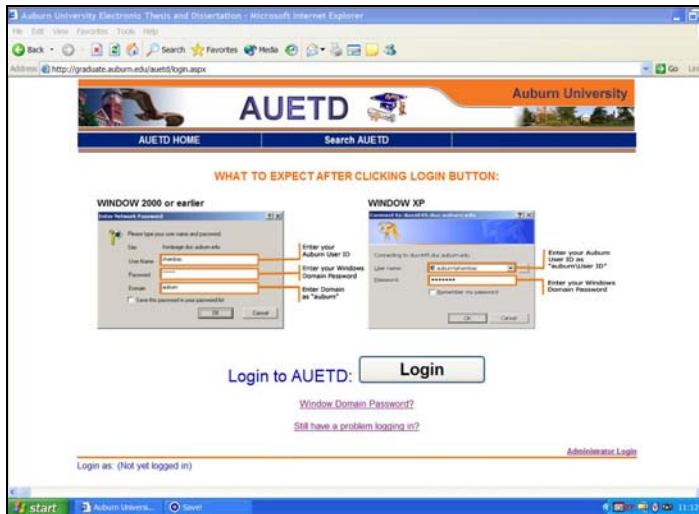 Auburn University Electronic Thesis and Dissertation - Microsoft Internet Explorer
File Edit View Favorites Tools Help
Back Search Favorites Media
Address http://graduate.auburn.edu/auetd/login.aspx Go
AUETD
Auburn University
AUETD HOME Search AUETD
WHAT TO EXPECT AFTER CLICKING LOGIN BUTTON:
WINDOW 2000 or earlier WINDOW XP
Enter Network Password
Please type your user name and password.
Site: frontpage.duc.auburn.edu
User Name
Password
Domain auburn
Save this password in your password list
OK Cancel
Enter your
Auburn User ID
Enter your Windows
Domain Password
Enter Domain
as "auburn"
User name:
Password:
Remember my password
OK Cancel
Enter your Auburn
User ID as
"auburn\User ID"
Enter your Windows
Domain Password
Login to AUETD: Login
Window Domain Password?
Still have a problem logging in?
Administrator Login
Login as: (Not yet logged in)
start Auburn Univers... Save!